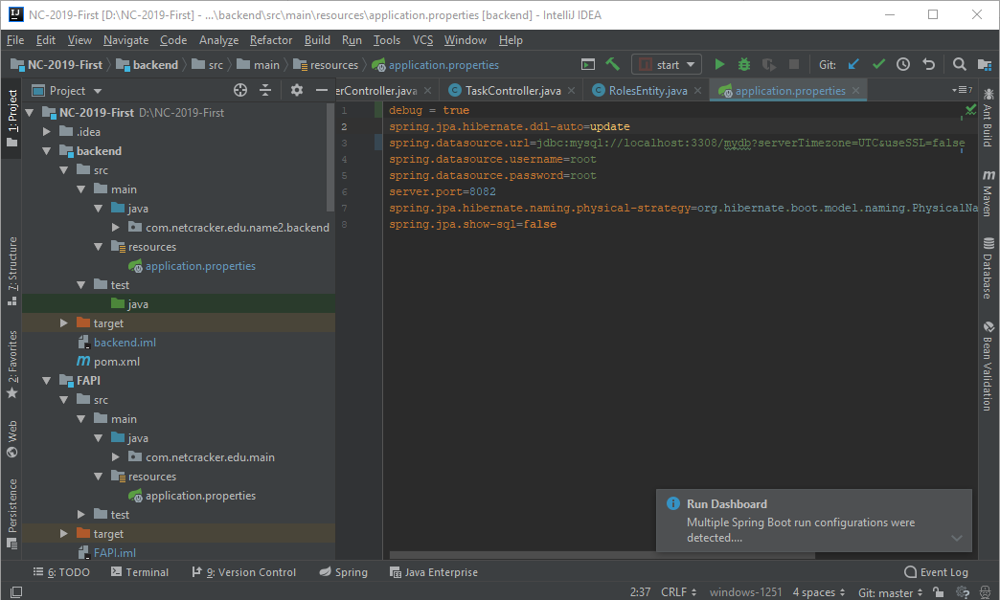 NC-2019-First [D:\NC-2019-First] - ...\backend\src\main\resources\application.properties [backend] - IntelliJ IDEA
File Edit View Navigate Code Analyze Refactor Build Run Tools VCS Window Help
NC-2019-First backend src main resources application.properties start Git:
Project
erController.java TaskController.java RolesEntity.java application.properties 7
1: Project
7: Structure
2: Favorites
Web
Persistence
NC-2019-First D:\NC-2019-First
.idea
backend
src
main
java
com.netcracker.edu.name2.backend
resources
application.properties
test
java
target
backend.iml
pom.xml
FAPI
src
main
java
com.netcracker.edu.main
resources
application.properties
test
target
FAPI.iml
1 debug = true
2 spring.jpa.hibernate.ddl-auto=update
3 spring.datasource.url=jdbc:mysql://localhost:3308/mydb?serverTimezone=UTC&useSSL=false
4 spring.datasource.username=root
5 spring.datasource.password=root
6 server.port=8082
7 spring.jpa.hibernate.naming.physical-strategy=org.hibernate.boot.model.naming.PhysicalNa
8 spring.jpa.show-sql=false
Ant Build
Maven
Database
Bean Validation
Run Dashboard
Multiple Spring Boot run configurations were
detected....
6: TODO Terminal 9: Version Control Spring Java Enterprise Event Log
2:37 CRLF windows-1251 4 spaces Git: master